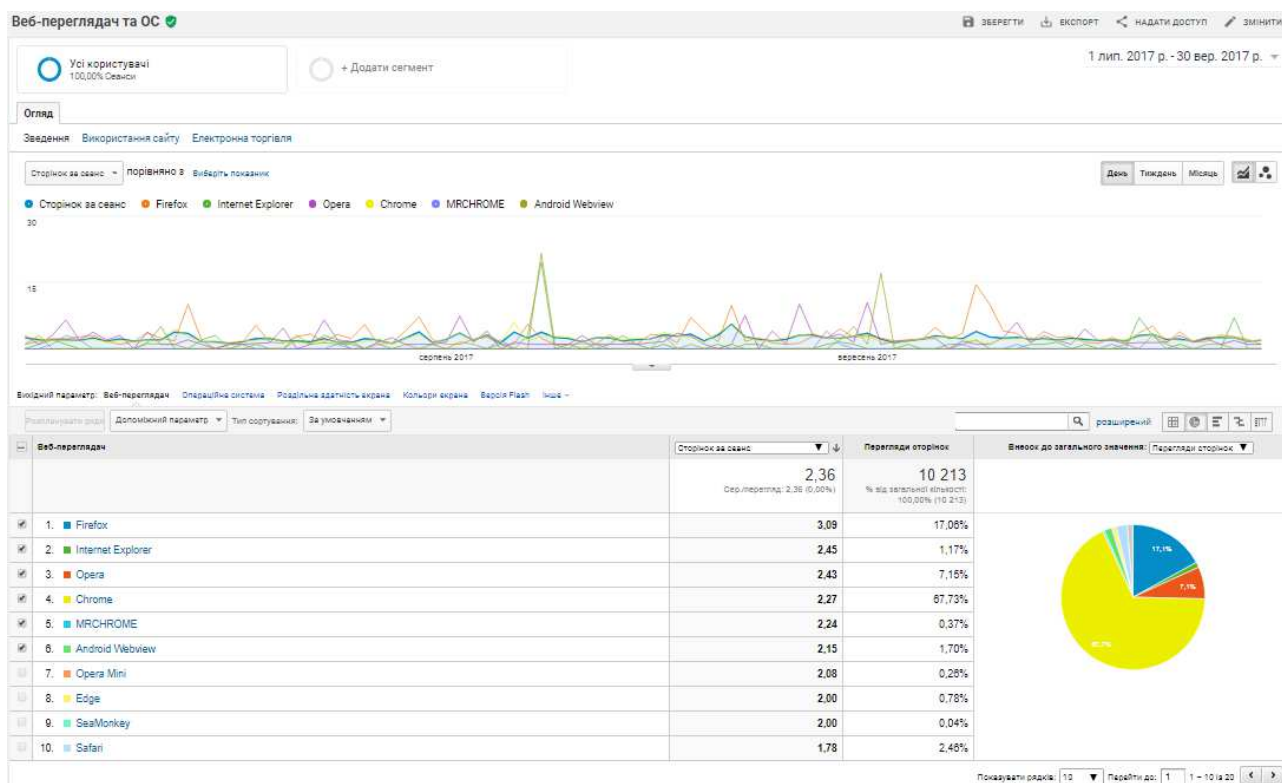 Веб-переглядач та ОС
ЗБЕРЕГТИ ЕКСПОРТ НАДАТИ ДОСТУП ЗМІНИТИ
Усі користувачі
100,00% Сеанси
+ Додати сегмент
1 лип. 2017 р. - 30 вер. 2017 р.
Огляд
Зведення Використання сайту Електронна торгівля
Сторінок за сеанс порівняно з Виберіть показник
День Тиждень Місяць
Сторінок за сеанс Firefox Internet Explorer Opera Chrome MRCHROME Android Webview
30
15
серпень 2017 вересень 2017
Вихідний параметр: Веб-переглядач Операційна система Роздільна здатність екрана Кольори екрана Версія Flash Інше
Розпланувати ряди Допоміжний параметр Тип сортування: За умовчанням розширений
Веб-переглядач Сторінок за сеанс Перегляди сторінок Внесок до загального значення: Перегляди сторінок
2,36 10 213
Сер./перегляд: 2,36 (0,00%) % від загальної кількості:
100,00% (10 213)
1. Firefox 3,09 17,06%
2. Internet Explorer 2,45 1,17%
3. Opera 2,43 7,15%
4. Chrome 2,27 67,73%
5. MRCHROME 2,24 0,37%
6. Android Webview 2,15 1,70%
7. Opera Mini 2,08 0,26%
8. Edge 2,00 0,78%
9. SeaMonkey 2,00 0,04%
10. Safari 1,78 2,46%
17,1%
7,1%
67,7%
Показувати рядків: 10 Перейти до: 1 1 – 10 із 20